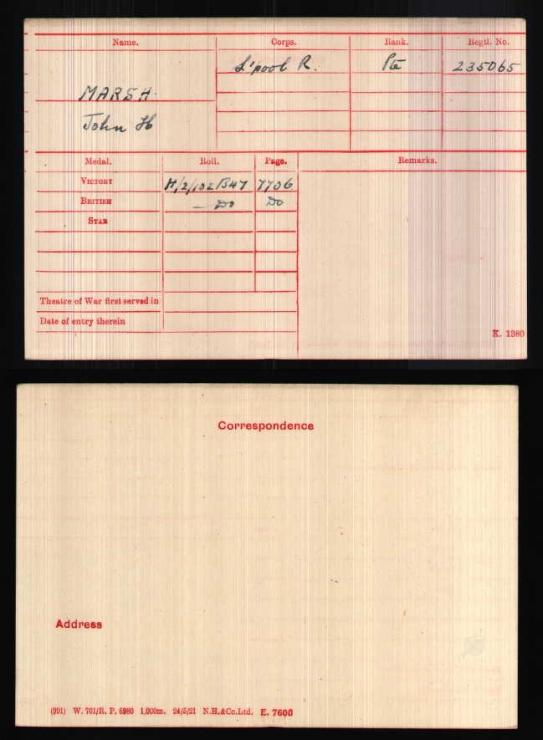 Name. Corps. Rank. Regtl. No.
L'pool R. Pte 235065
MARSH.
John H
Medal. Roll. Page. Remarks.
Victory H/2/102B47 7706
British — Do Do
Star
Theatre of War first served in
Date of entry therein
K. 1380
Correspondence
Address
(991) W. 701/R. P. 6980 1,000m. 24/5/21 N.H.&Co.Ltd. E. 7600